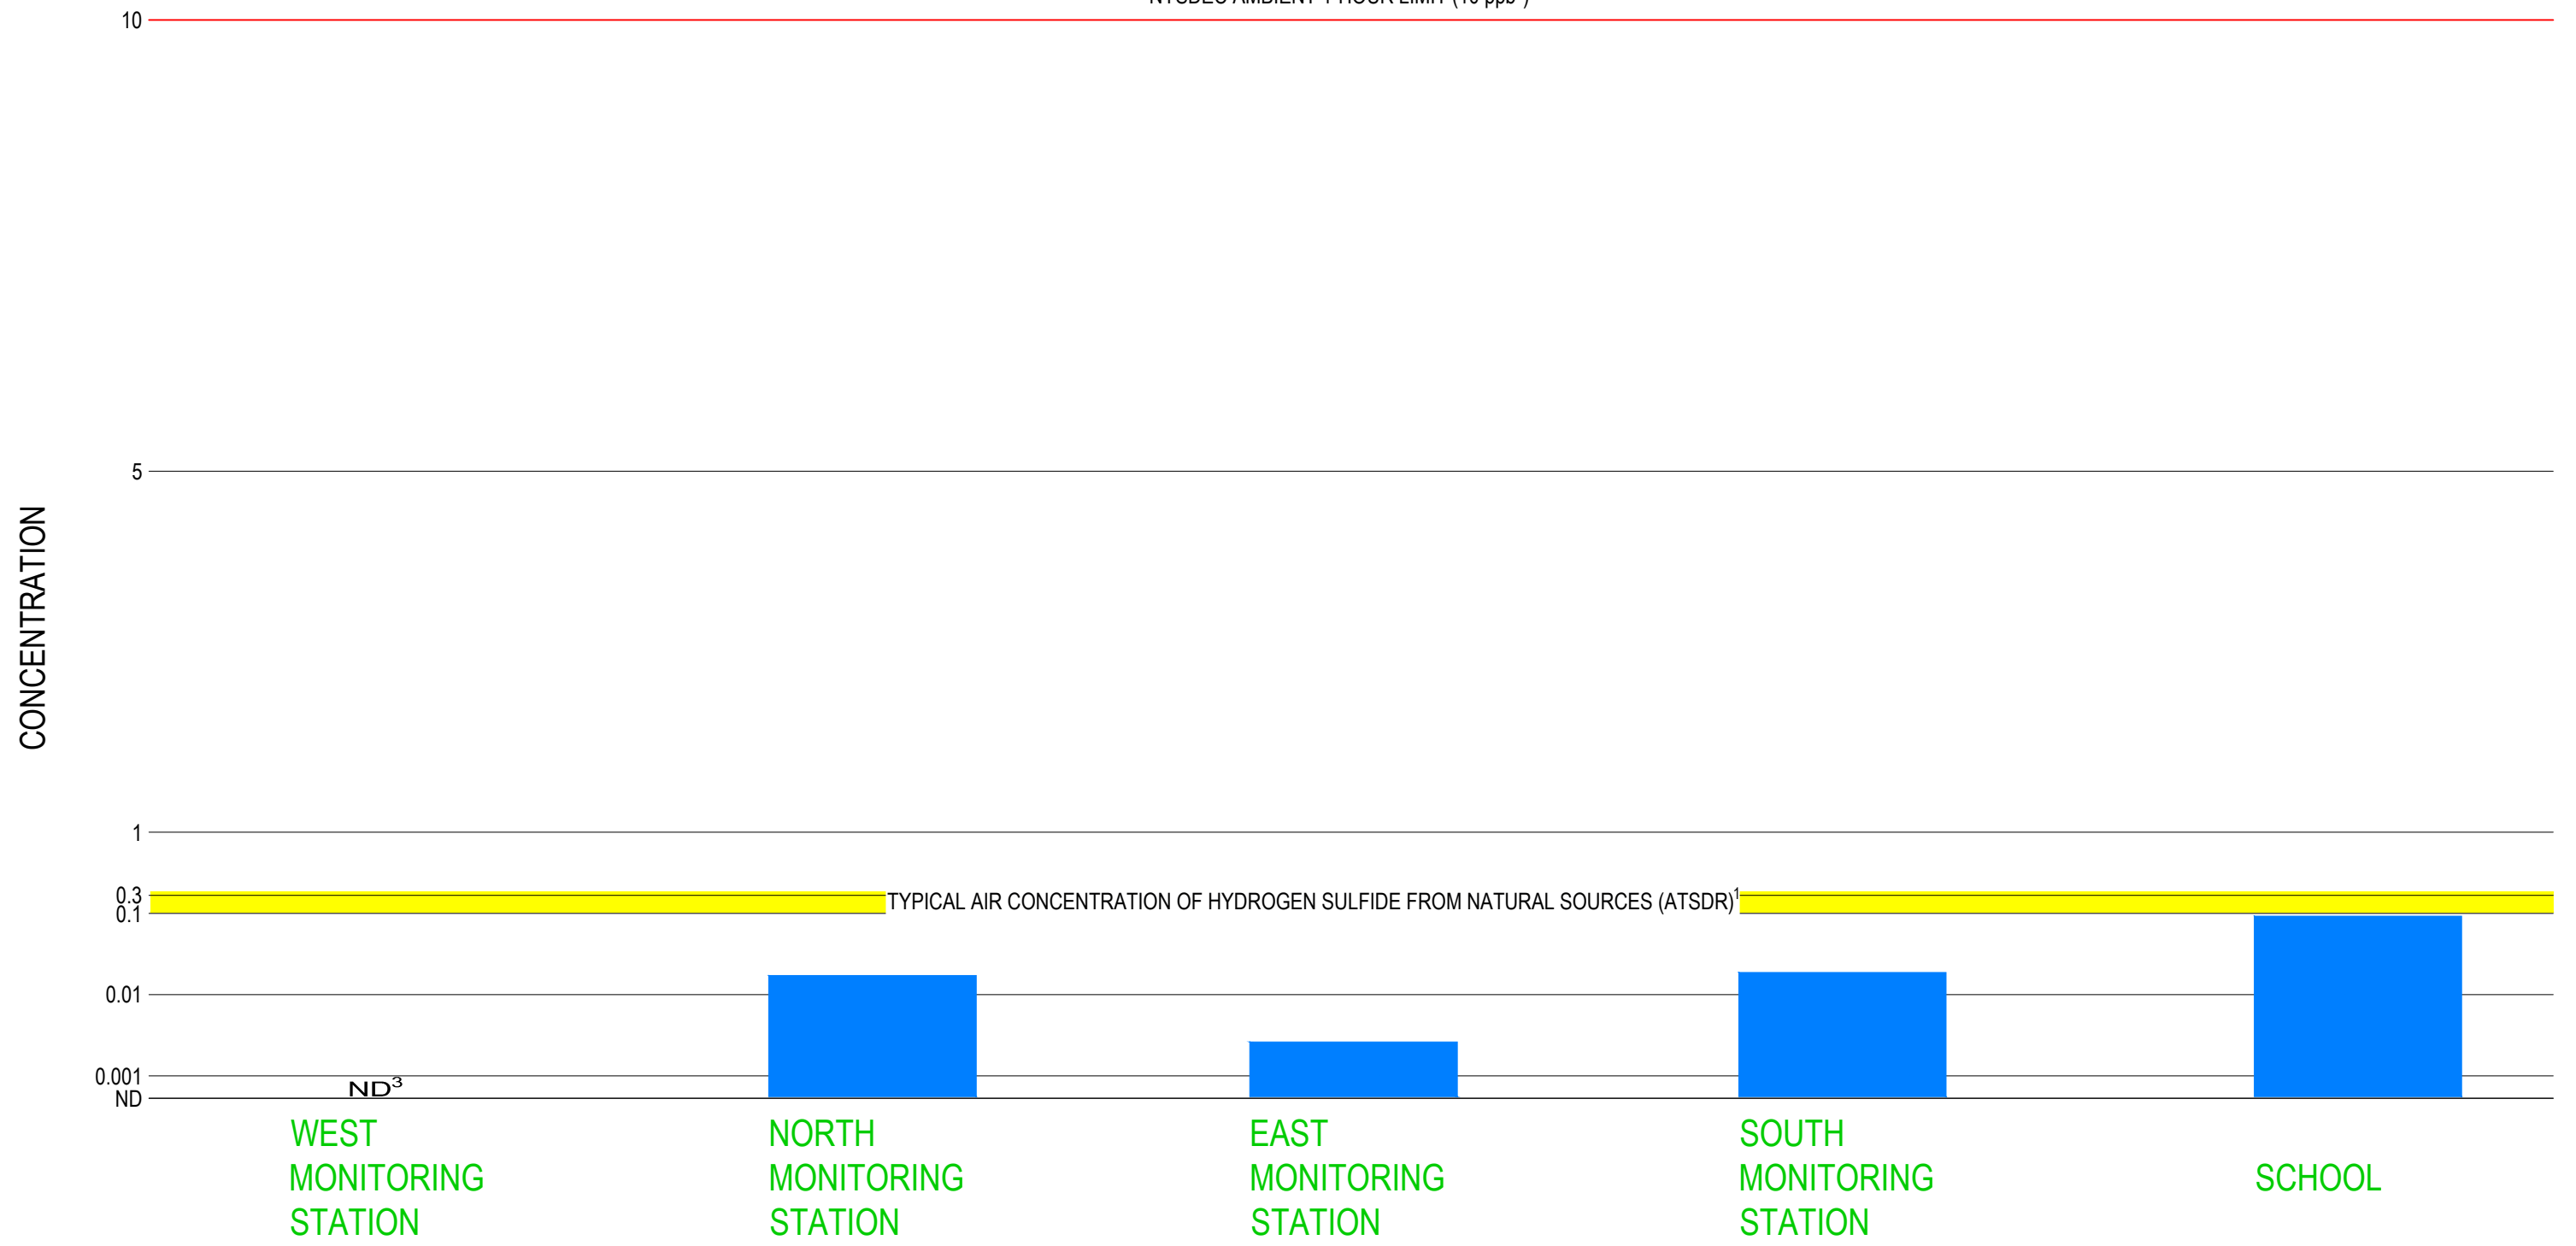 10
5
CONCENTRATION
1
0.3
0.1
TYPICAL AIR CONCENTRATION OF HYDROGEN SULFIDE FROM NATURAL SOURCES (ATSDR)¹
0.01
0.001
ND
ND³
WEST
MONITORING
STATION
NORTH
MONITORING
STATION
EAST
MONITORING
STATION
SOUTH
MONITORING
STATION
SCHOOL